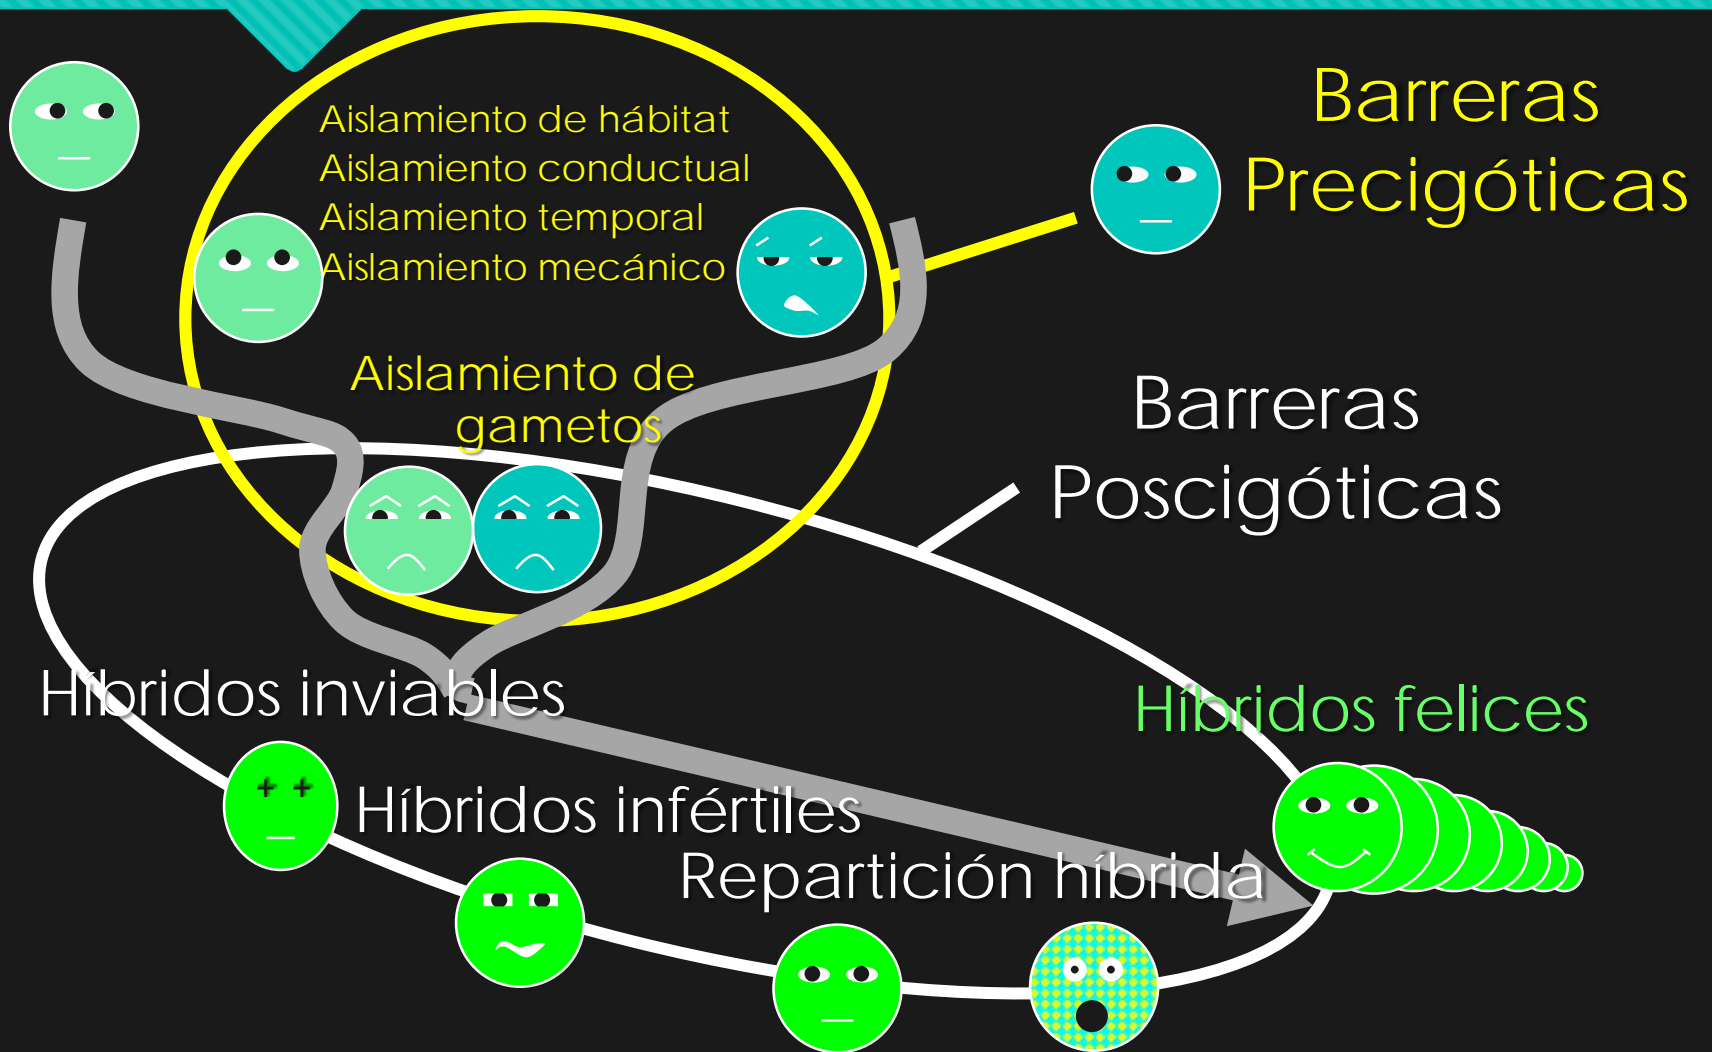 Barreras
Precigóticas
Aislamiento de hábitat
Aislamiento conductual
Aislamiento temporal
Aislamiento mecánico
Aislamiento de
gametos
Barreras
Poscigóticas
Híbridos inviables
Híbridos felices
Híbridos infértiles
Repartición híbrida